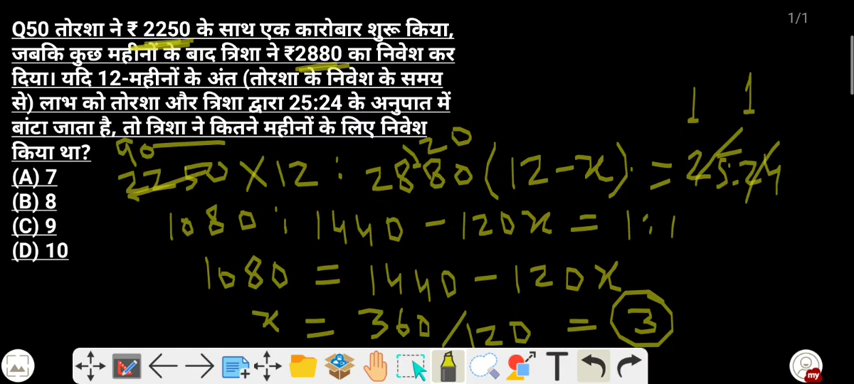 1/1
Q50 तोरशा ने ₹ 2250 के साथ एक कारोबार शुरू किया,
जबकि कुछ महीनों के बाद त्रिशा ने ₹2880 का निवेश कर
दिया। यदि 12-महीनों के अंत (तोरशा के निवेश के समय
से) लाभ को तोरशा और त्रिशा द्वारा 25:24 के अनुपात में
बांटा जाता है, तो त्रिशा ने कितने महीनों के लिए निवेश
किया था?
(A) 7
(B) 8
(C) 9
(D) 10
90 120 1 1
2250 × 12 : 2880 (12 - x) = 25:24
1080 : 1440 - 120x = 1:1
1080 = 1440 - 120x
x = 360/120 = 3
T
my